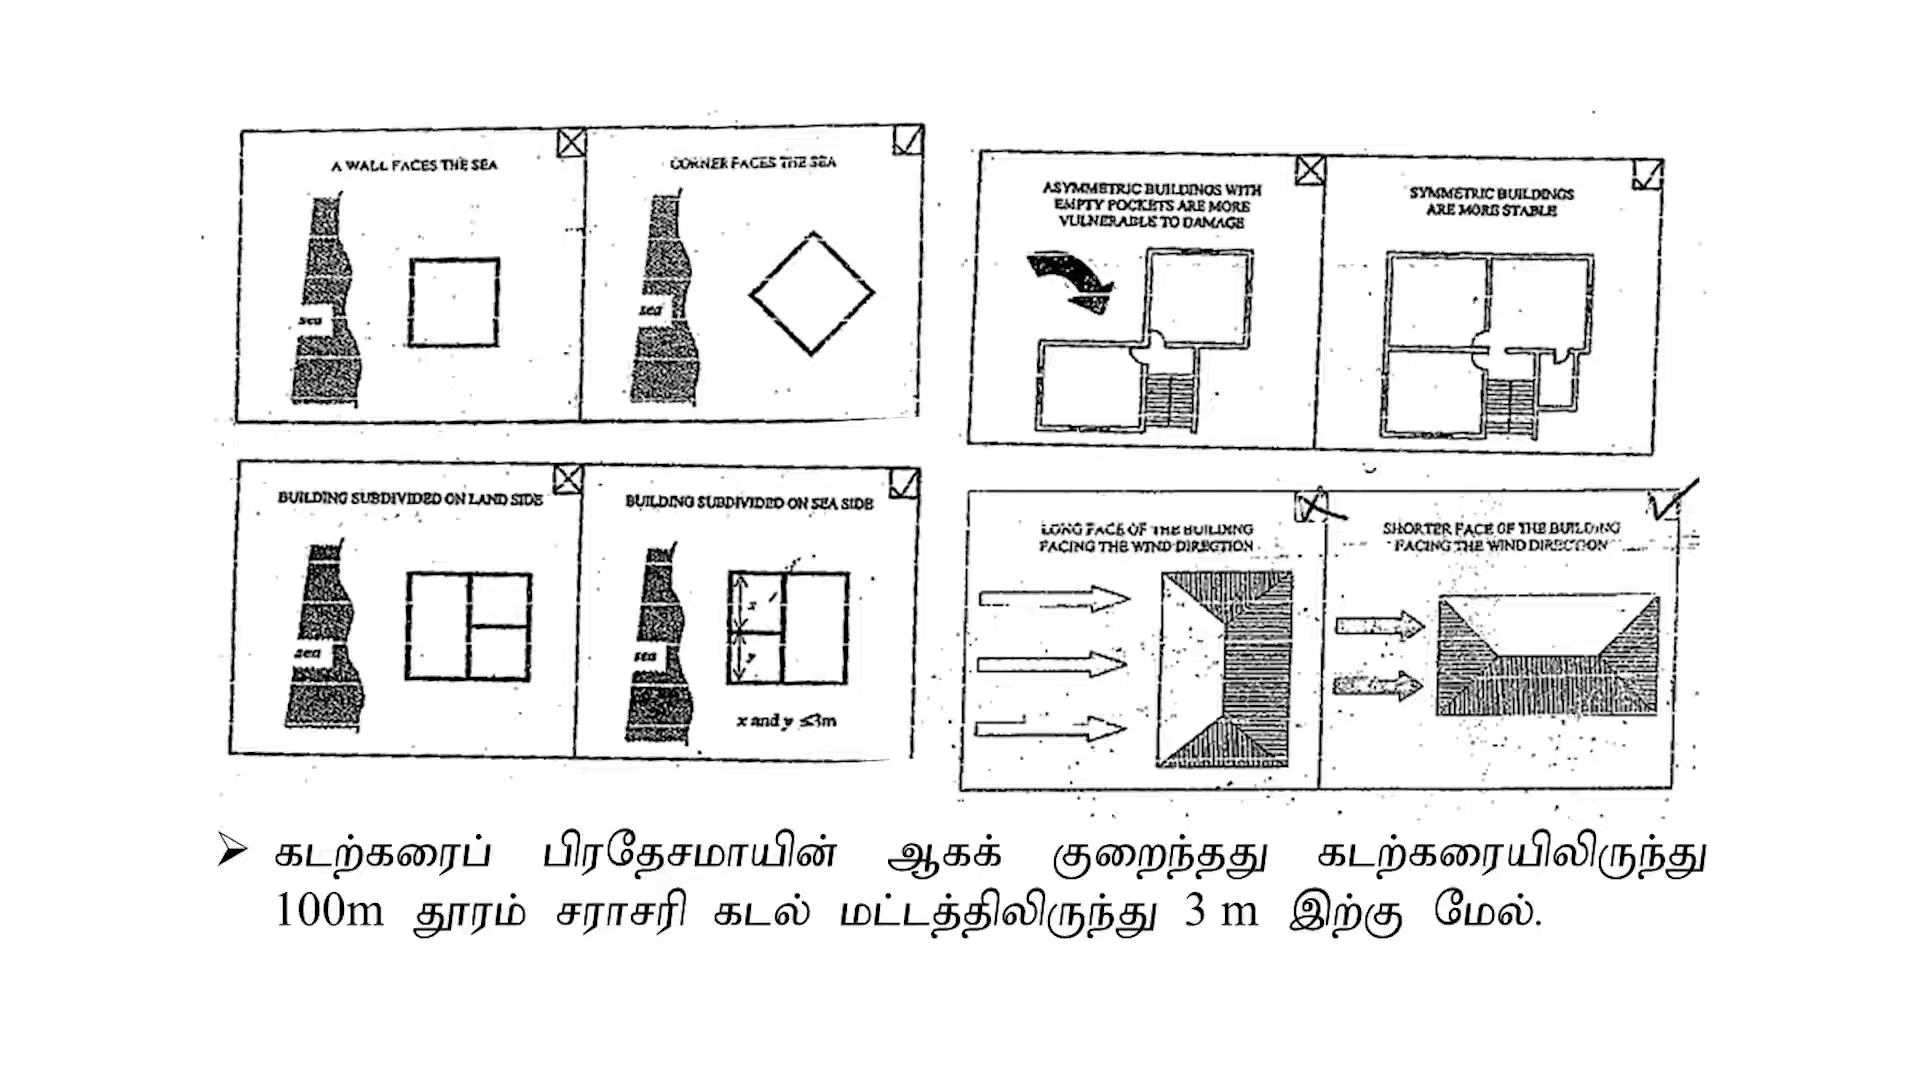 A WALL FACES THE SEA
sea
CORNER FACES THE SEA
sea
ASYMMETRIC BUILDINGS WITH
EMPTY POCKETS ARE MORE
VULNERABLE TO DAMAGE
SYMMETRIC BUILDINGS
ARE MORE STABLE
BUILDING SUBDIVIDED ON LAND SIDE
sea
BUILDING SUBDIVIDED ON SEA SIDE
sea
x
y
x and y ≤3m
LONG FACE OF THE BUILDING
FACING THE WIND DIRECTION
SHORTER FACE OF THE BUILDING
FACING THE WIND DIRECTION
➢ கடற்கரைப் பிரதேசமாயின் ஆகக் குறைந்தது கடற்கரையிலிருந்து
100m தூரம் சராசரி கடல் மட்டத்திலிருந்து 3 m இற்கு மேல்.